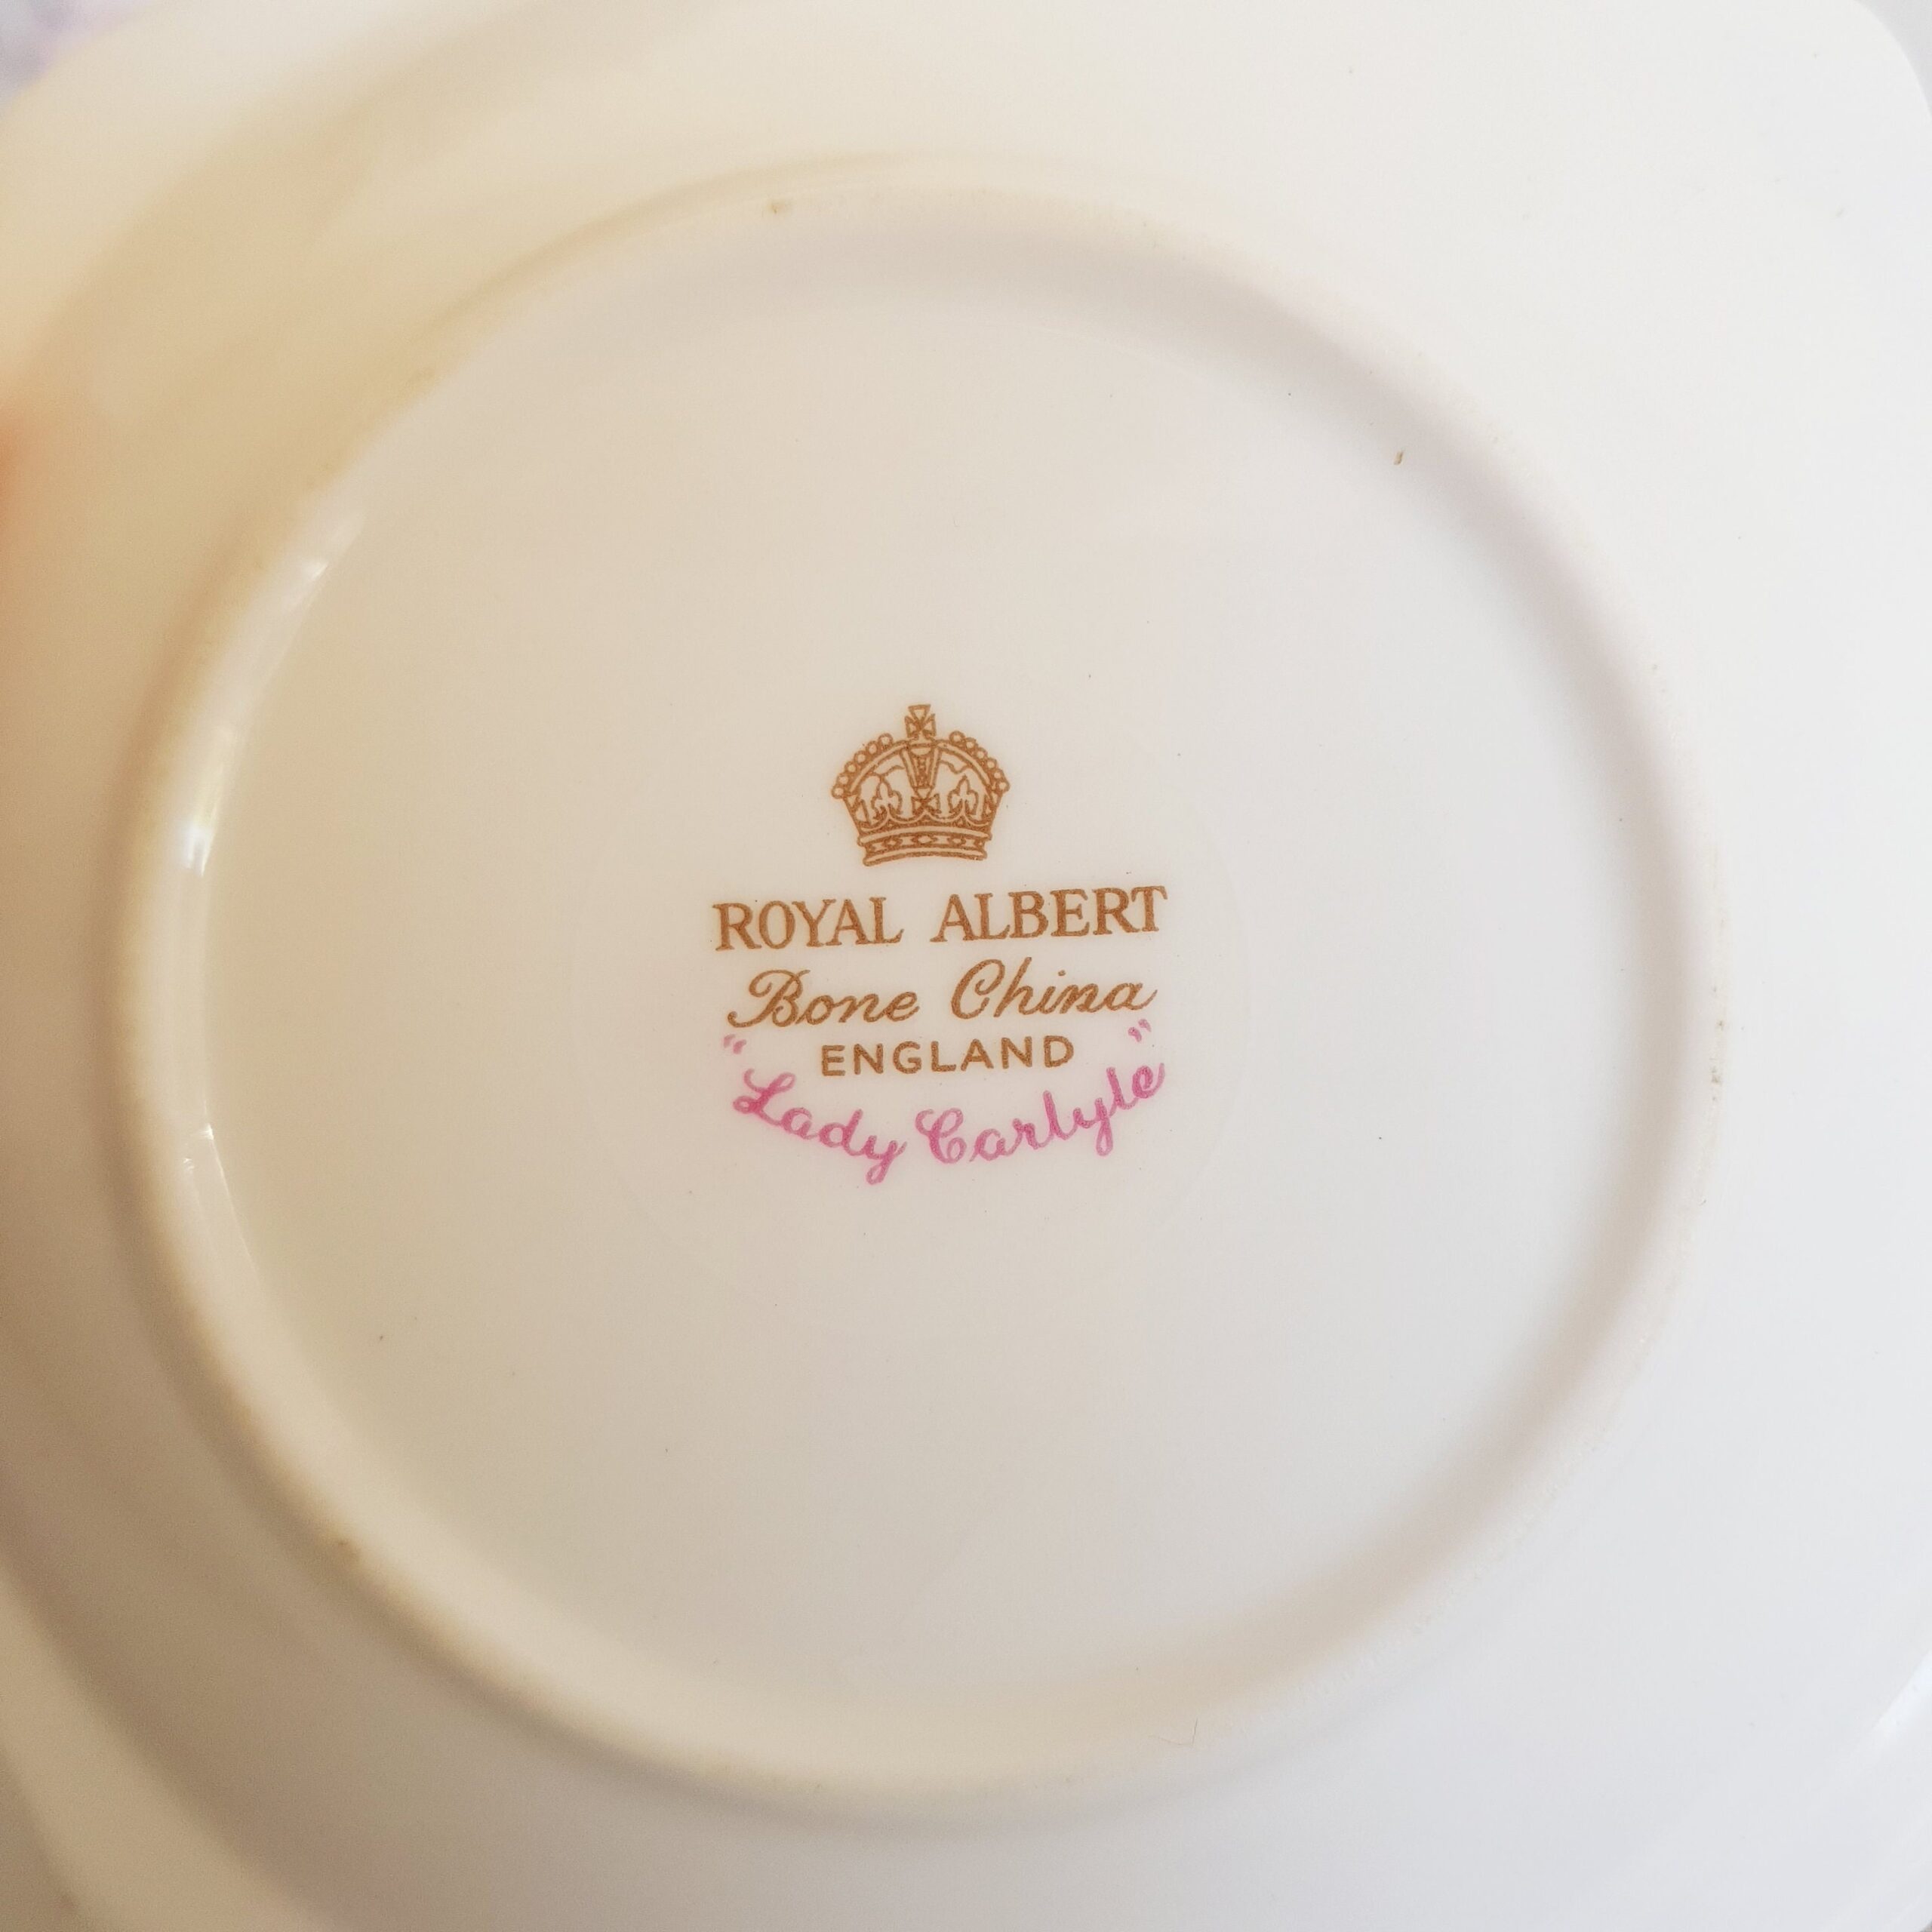 ROYAL ALBERT
Bone China
ENGLAND
"Lady Carlyle"